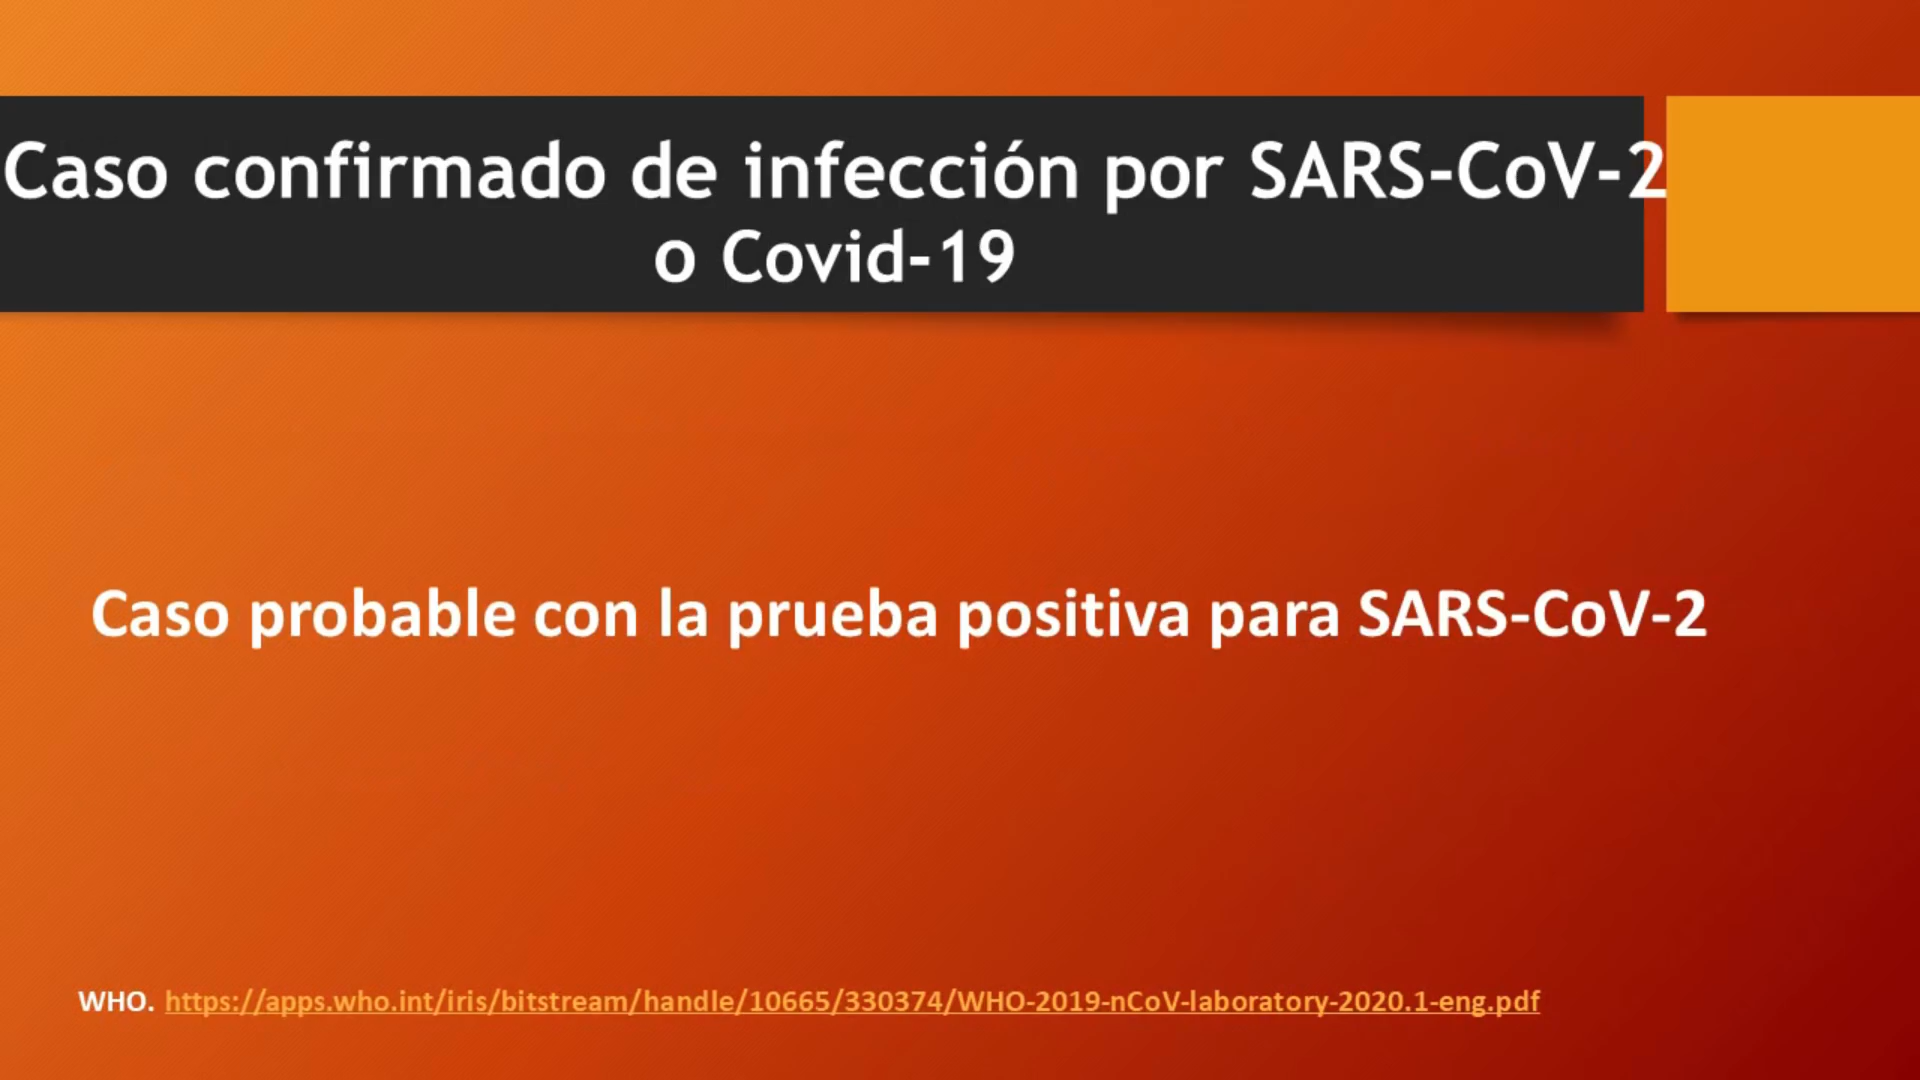 Caso confirmado de infección por SARS-CoV-2
o Covid-19
Caso probable con la prueba positiva para SARS-CoV-2
WHO. https://apps.who.int/iris/bitstream/handle/10665/330374/WHO-2019-nCoV-laboratory-2020.1-eng.pdf